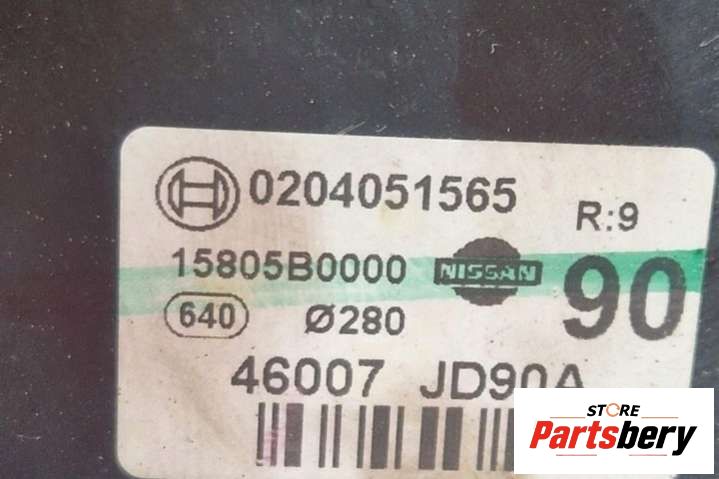 0204051565
R:9
15805B0000 NISSAN 90
640 Ø280
46007 JD90A
STORE
Partsbery